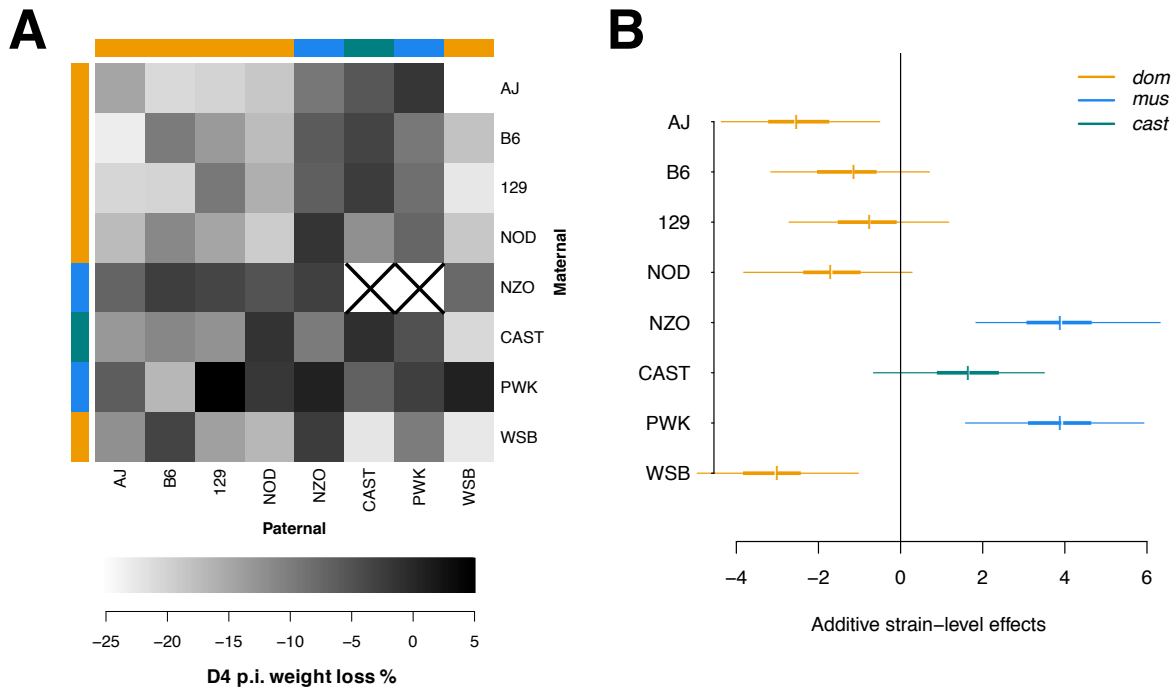 A
AJ
B6
129
NOD
NZO
CAST
PWK
WSB
Maternal
AJ
B6
129
NOD
NZO
CAST
PWK
WSB
Paternal
−25
−20
−15
−10
−5
0
5
D4 p.i. weight loss %
B
dom
mus
cast
AJ
B6
129
NOD
NZO
CAST
PWK
WSB
−4
−2
0
2
4
6
Additive strain−level effects